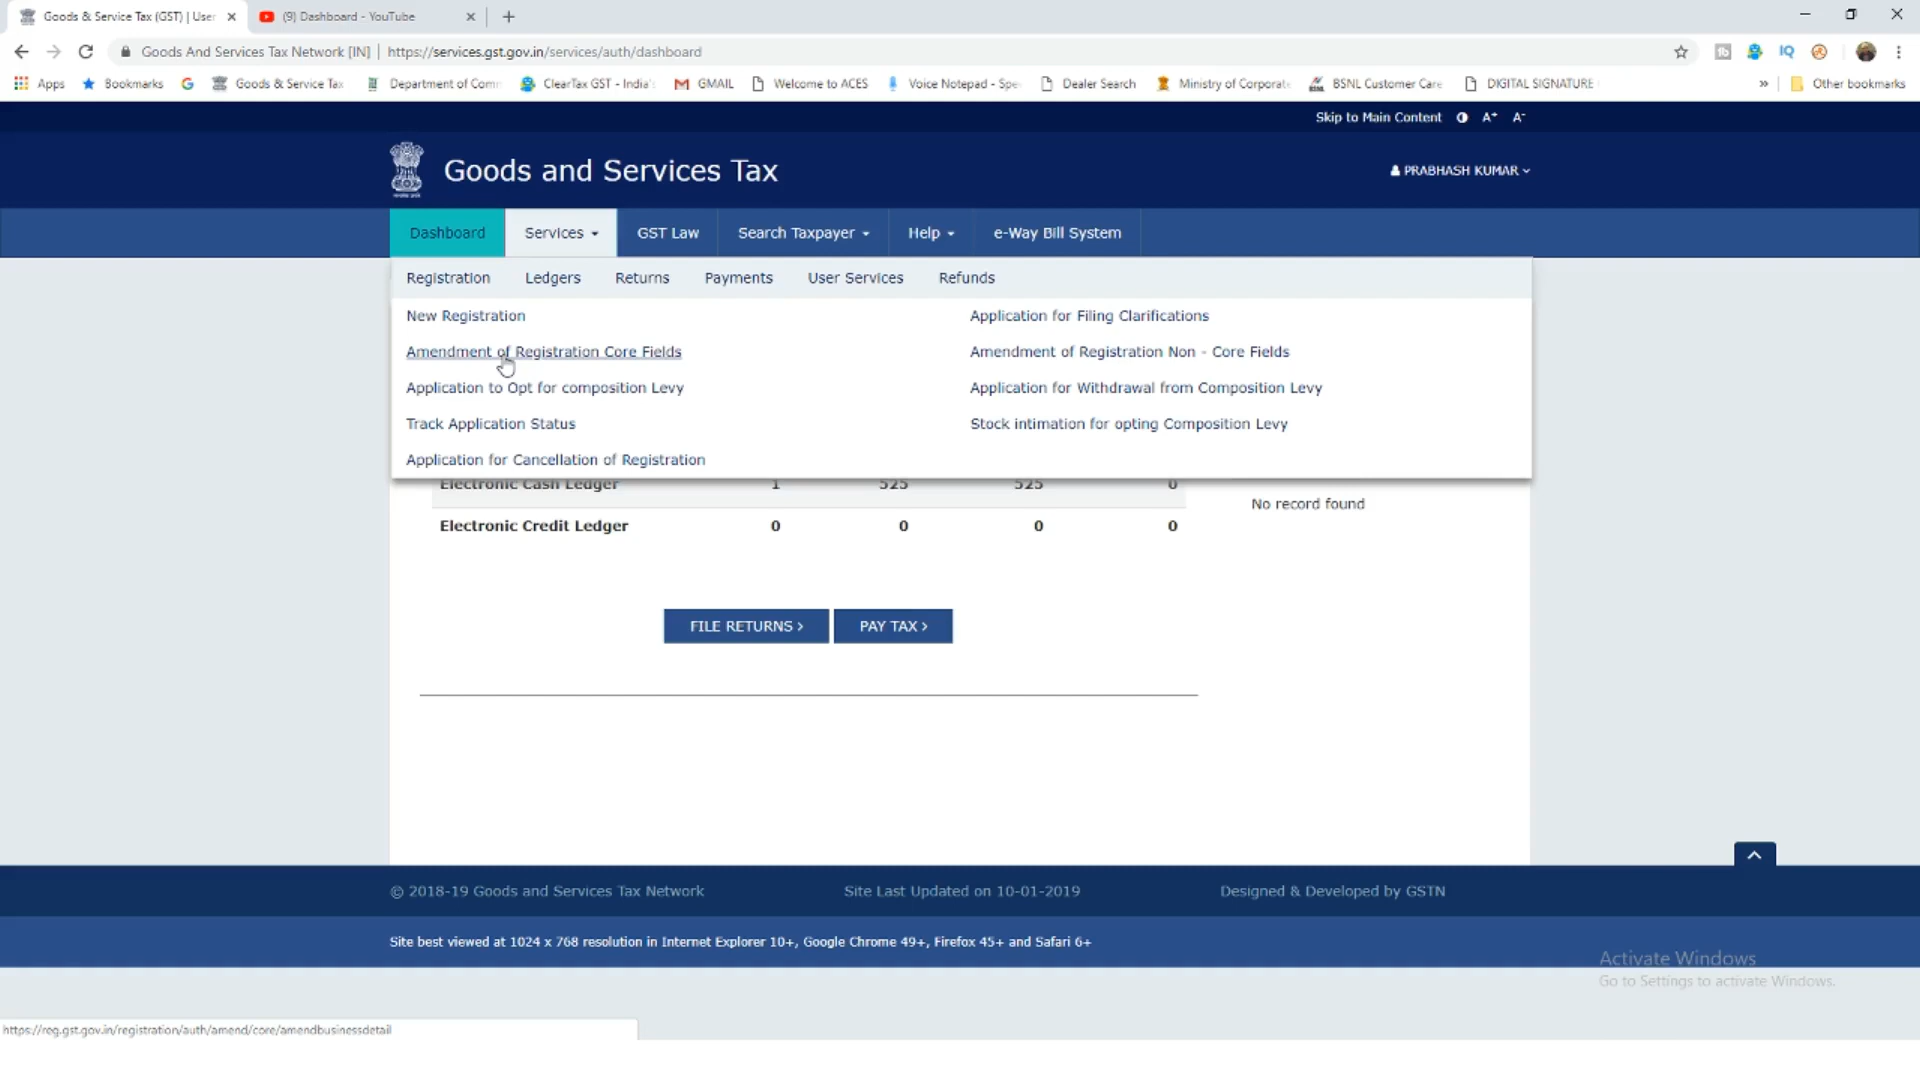 Goods & Service Tax (GST) | User
(9) Dashboard - YouTube
Goods And Services Tax Network [IN] | https://services.gst.gov.in/services/auth/dashboard
Apps Bookmarks Goods & Service Tax Department of Comm ClearTax GST - India's GMAIL Welcome to ACES Voice Notepad - Spe Dealer Search Ministry of Corporat BSNL Customer Care DIGITAL SIGNATURE » Other bookmarks
Skip to Main Content A+ A-
Goods and Services Tax
PRABHASH KUMAR
Dashboard Services GST Law Search Taxpayer Help e-Way Bill System
Registration Ledgers Returns Payments User Services Refunds
New Registration Application for Filing Clarifications
Amendment of Registration Core Fields Amendment of Registration Non - Core Fields
Application to Opt for composition Levy Application for Withdrawal from Composition Levy
Track Application Status Stock intimation for opting Composition Levy
Application for Cancellation of Registration
Electronic Cash Ledger 1 525 525 0
No record found
Electronic Credit Ledger 0 0 0 0
FILE RETURNS > PAY TAX >
© 2018-19 Goods and Services Tax Network Site Last Updated on 10-01-2019 Designed & Developed by GSTN
Site best viewed at 1024 x 768 resolution in Internet Explorer 10+, Google Chrome 49+, Firefox 45+ and Safari 6+
Activate Windows
Go to Settings to activate Windows.
https://reg.gst.gov.in/registration/auth/amend/core/amendbusinessdetail